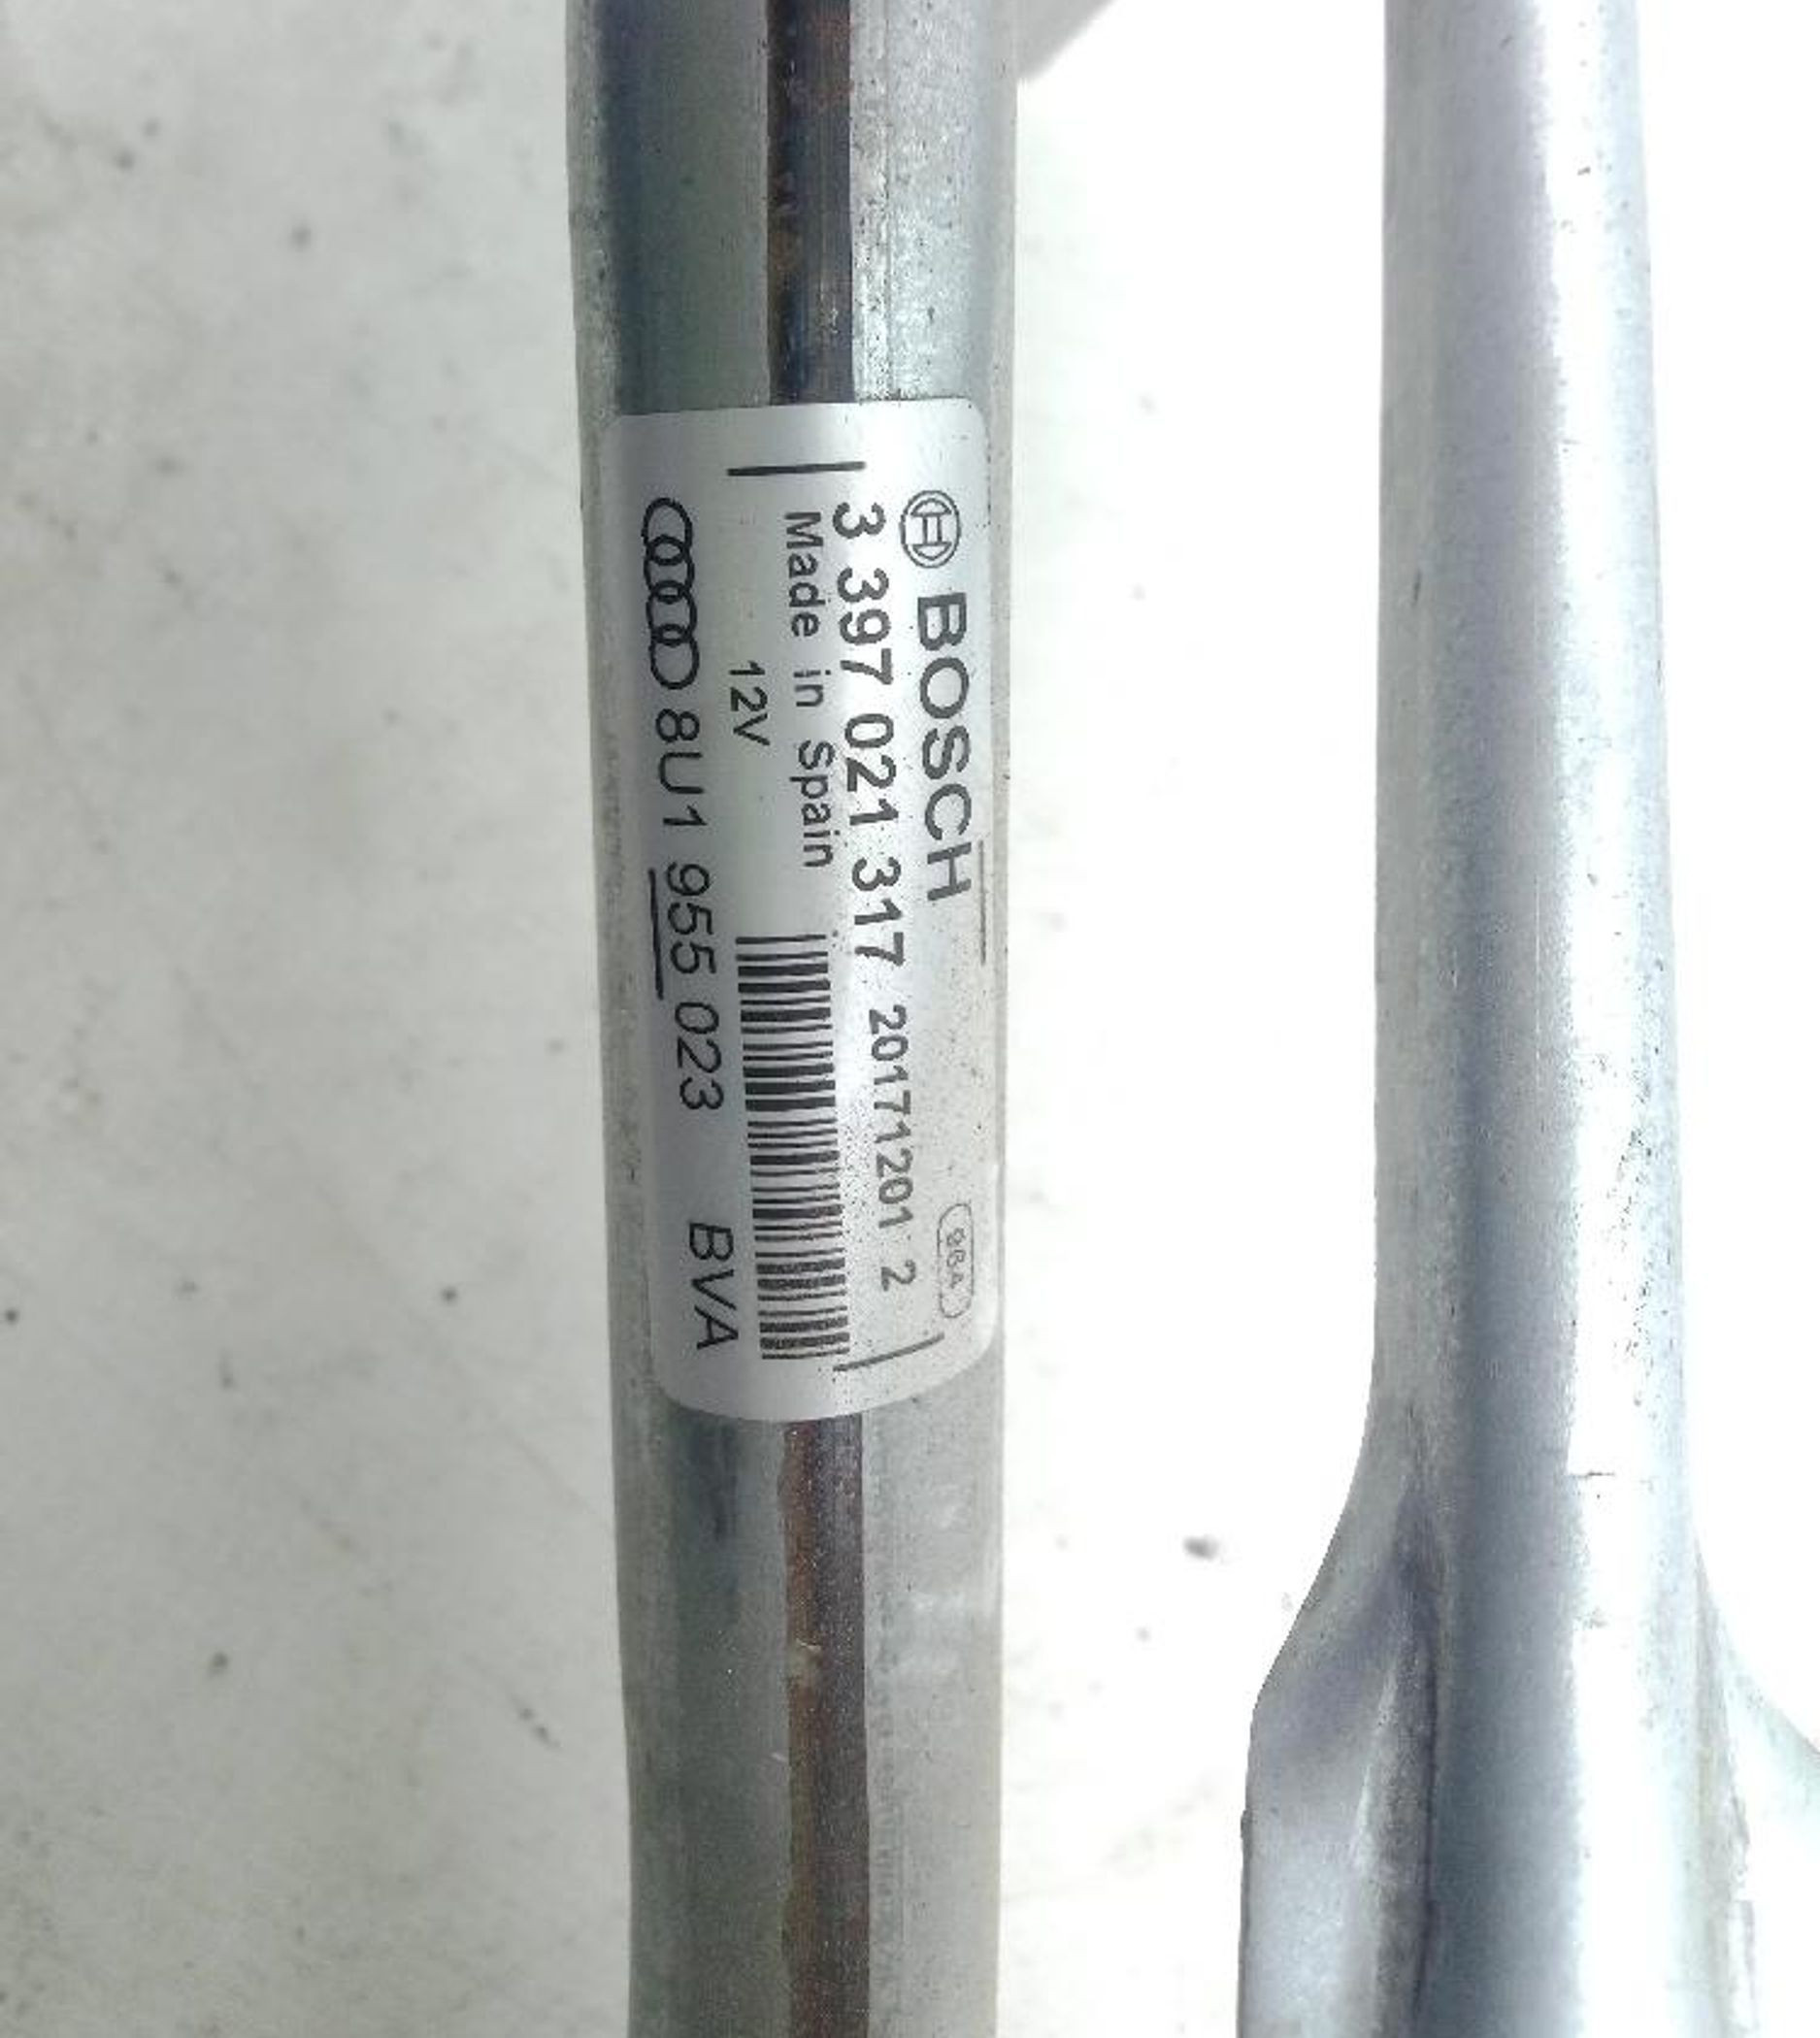 BOSCH
3 397 021 317 20171201 2
Made in Spain
12V
8U1 955 023 BVA